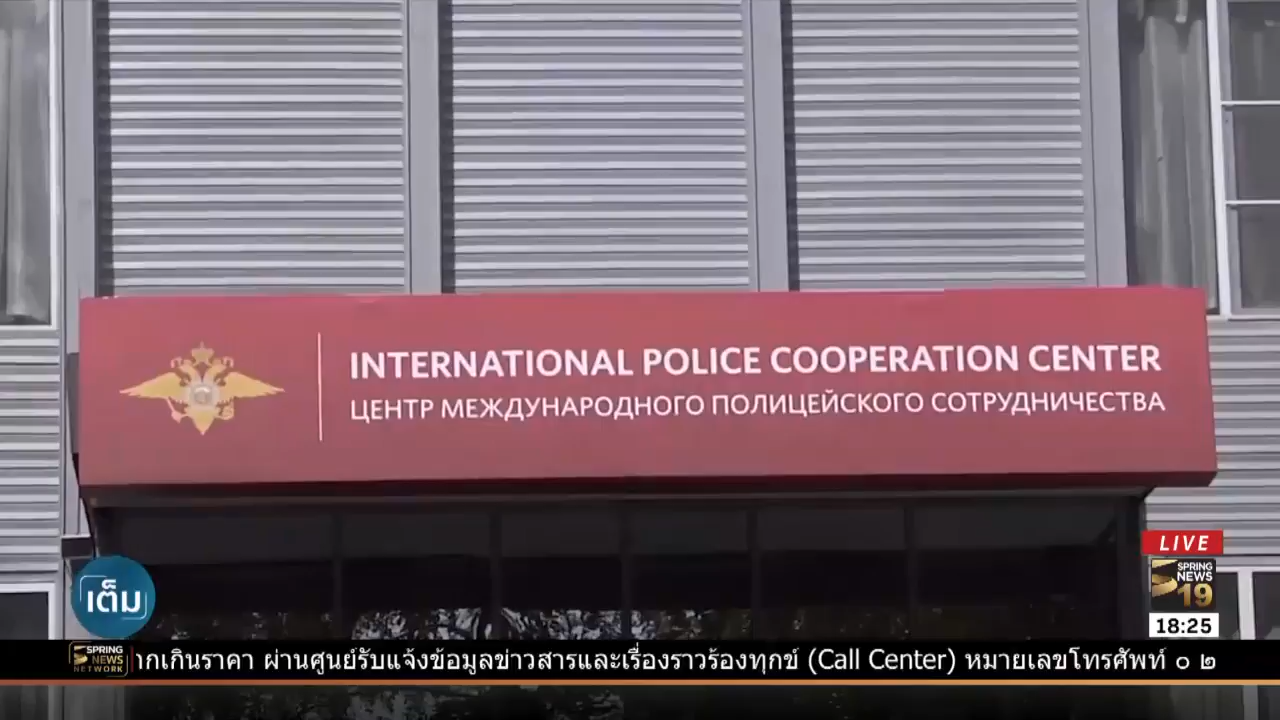 INTERNATIONAL POLICE COOPERATION CENTER
ЦЕНТР МЕЖДУНАРОДНОГО ПОЛИЦЕЙСКОГО СОТРУДНИЧЕСТВА
LIVE
SPRING
NEWS
19
เต็ม
18:25
SPRING
NEWS
NETWORK
ากเกินราคา ผ่านศูนย์รับแจ้งข้อมูลข่าวสารและเรื่องราวร้องทุกข์ (Call Center) หมายเลขโทรศัพท์ ๐ ๒